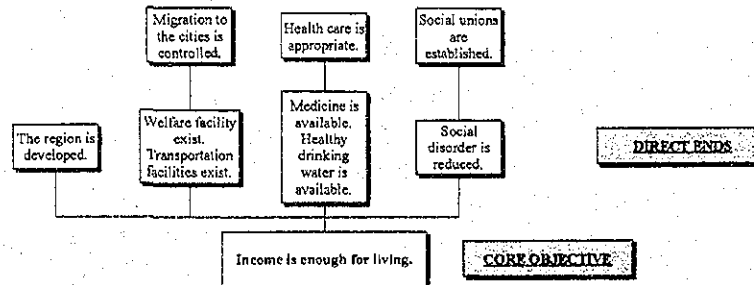 Migration to
the cities is
controlled.
Health care is
appropriate.
Social unions
are
established.
The region is
developed.
Welfare facility
exist.
Transportation
facilities exist.
Medicine is
available.
Healthy
drinking
water is
available.
Social
disorder is
reduced.
DIRECT ENDS
Income is enough for living.
CORE OBJECTIVE